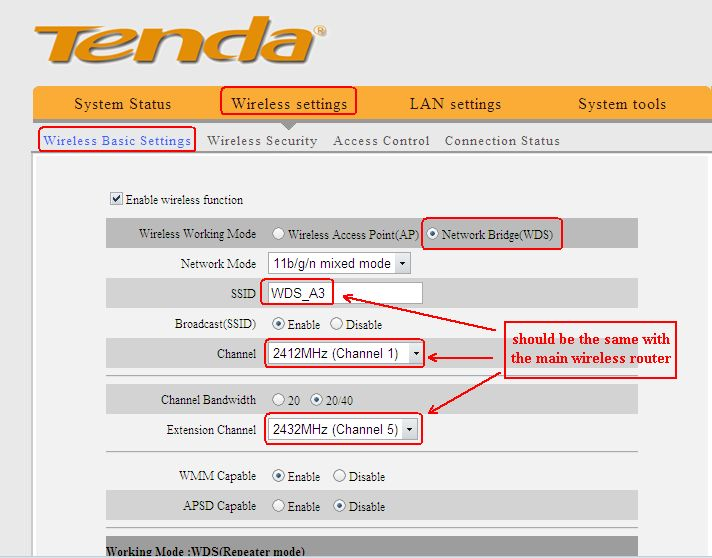 Tenda®
System Status Wireless settings LAN settings System tools
Wireless Basic Settings Wireless Security Access Control Connection Status
Enable wireless function
Wireless Working Mode Wireless Access Point(AP) Network Bridge(WDS)
Network Mode 11b/g/n mixed mode
SSID WDS_A3
Broadcast(SSID) Enable Disable
should be the same with
the main wireless router
Channel 2412MHz (Channel 1)
Channel Bandwidth 20 20/40
Extension Channel 2432MHz (Channel 5)
WMM Capable Enable Disable
APSD Capable Enable Disable
Working Mode :WDS(Repeater mode)